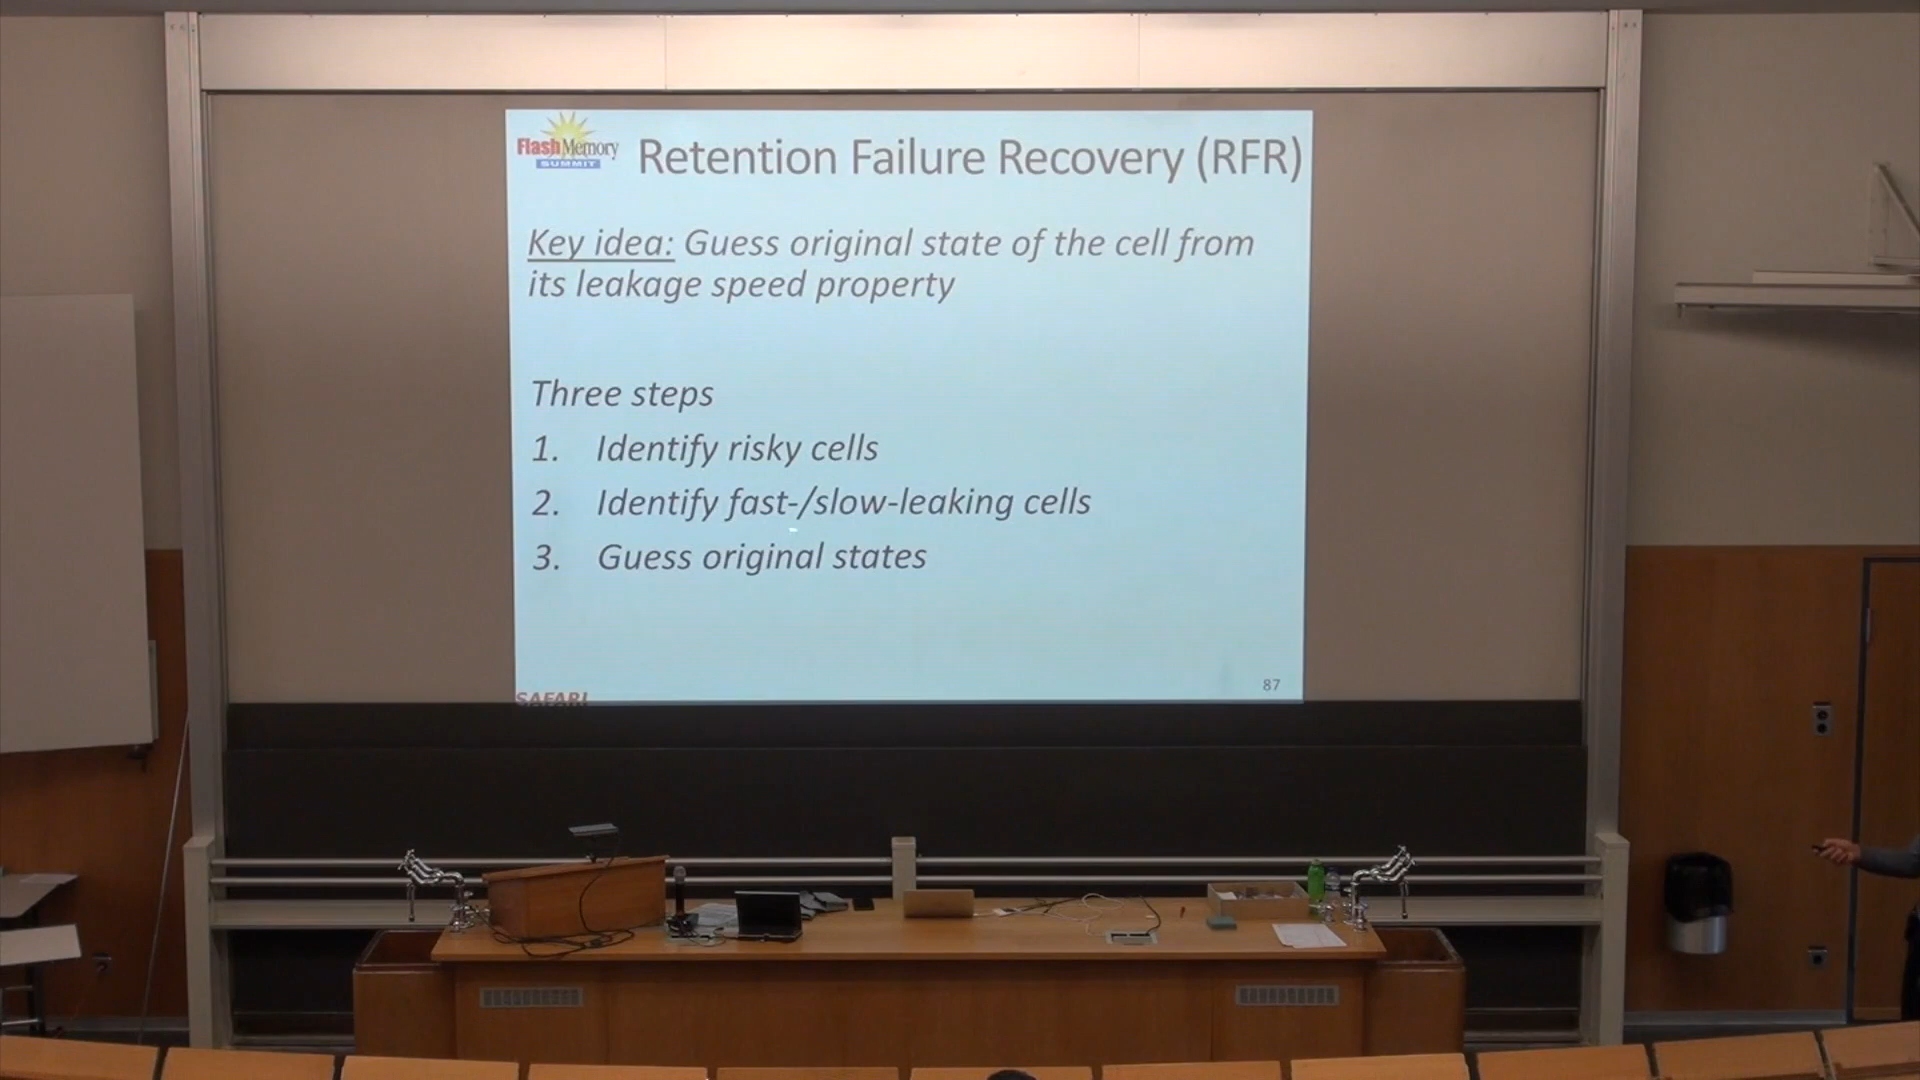 Flash Memory
SUMMIT
Retention Failure Recovery (RFR)
Key idea: Guess original state of the cell from
its leakage speed property
Three steps
1. Identify risky cells
2. Identify fast-/slow-leaking cells
3. Guess original states
SAFARI
87